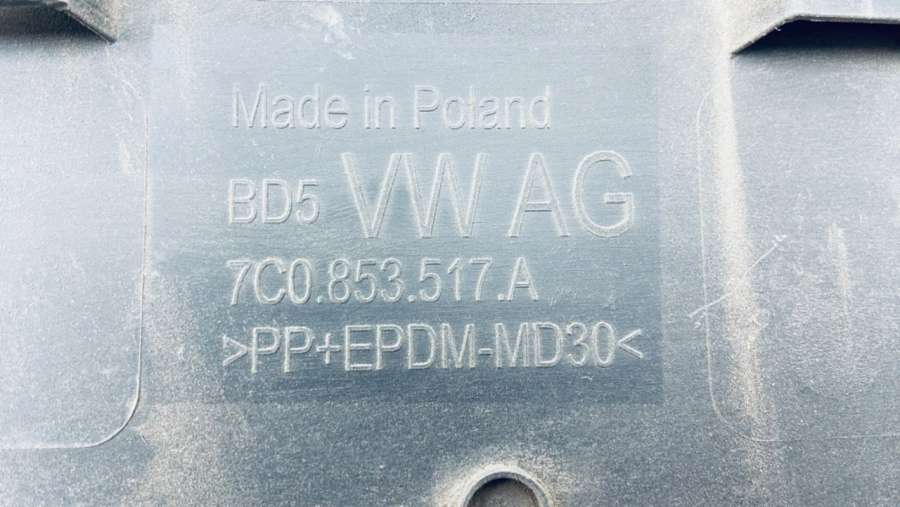 Made in Poland
BD5 VW AG
7C0.853.517.A
>PP+EPDM-MD30<